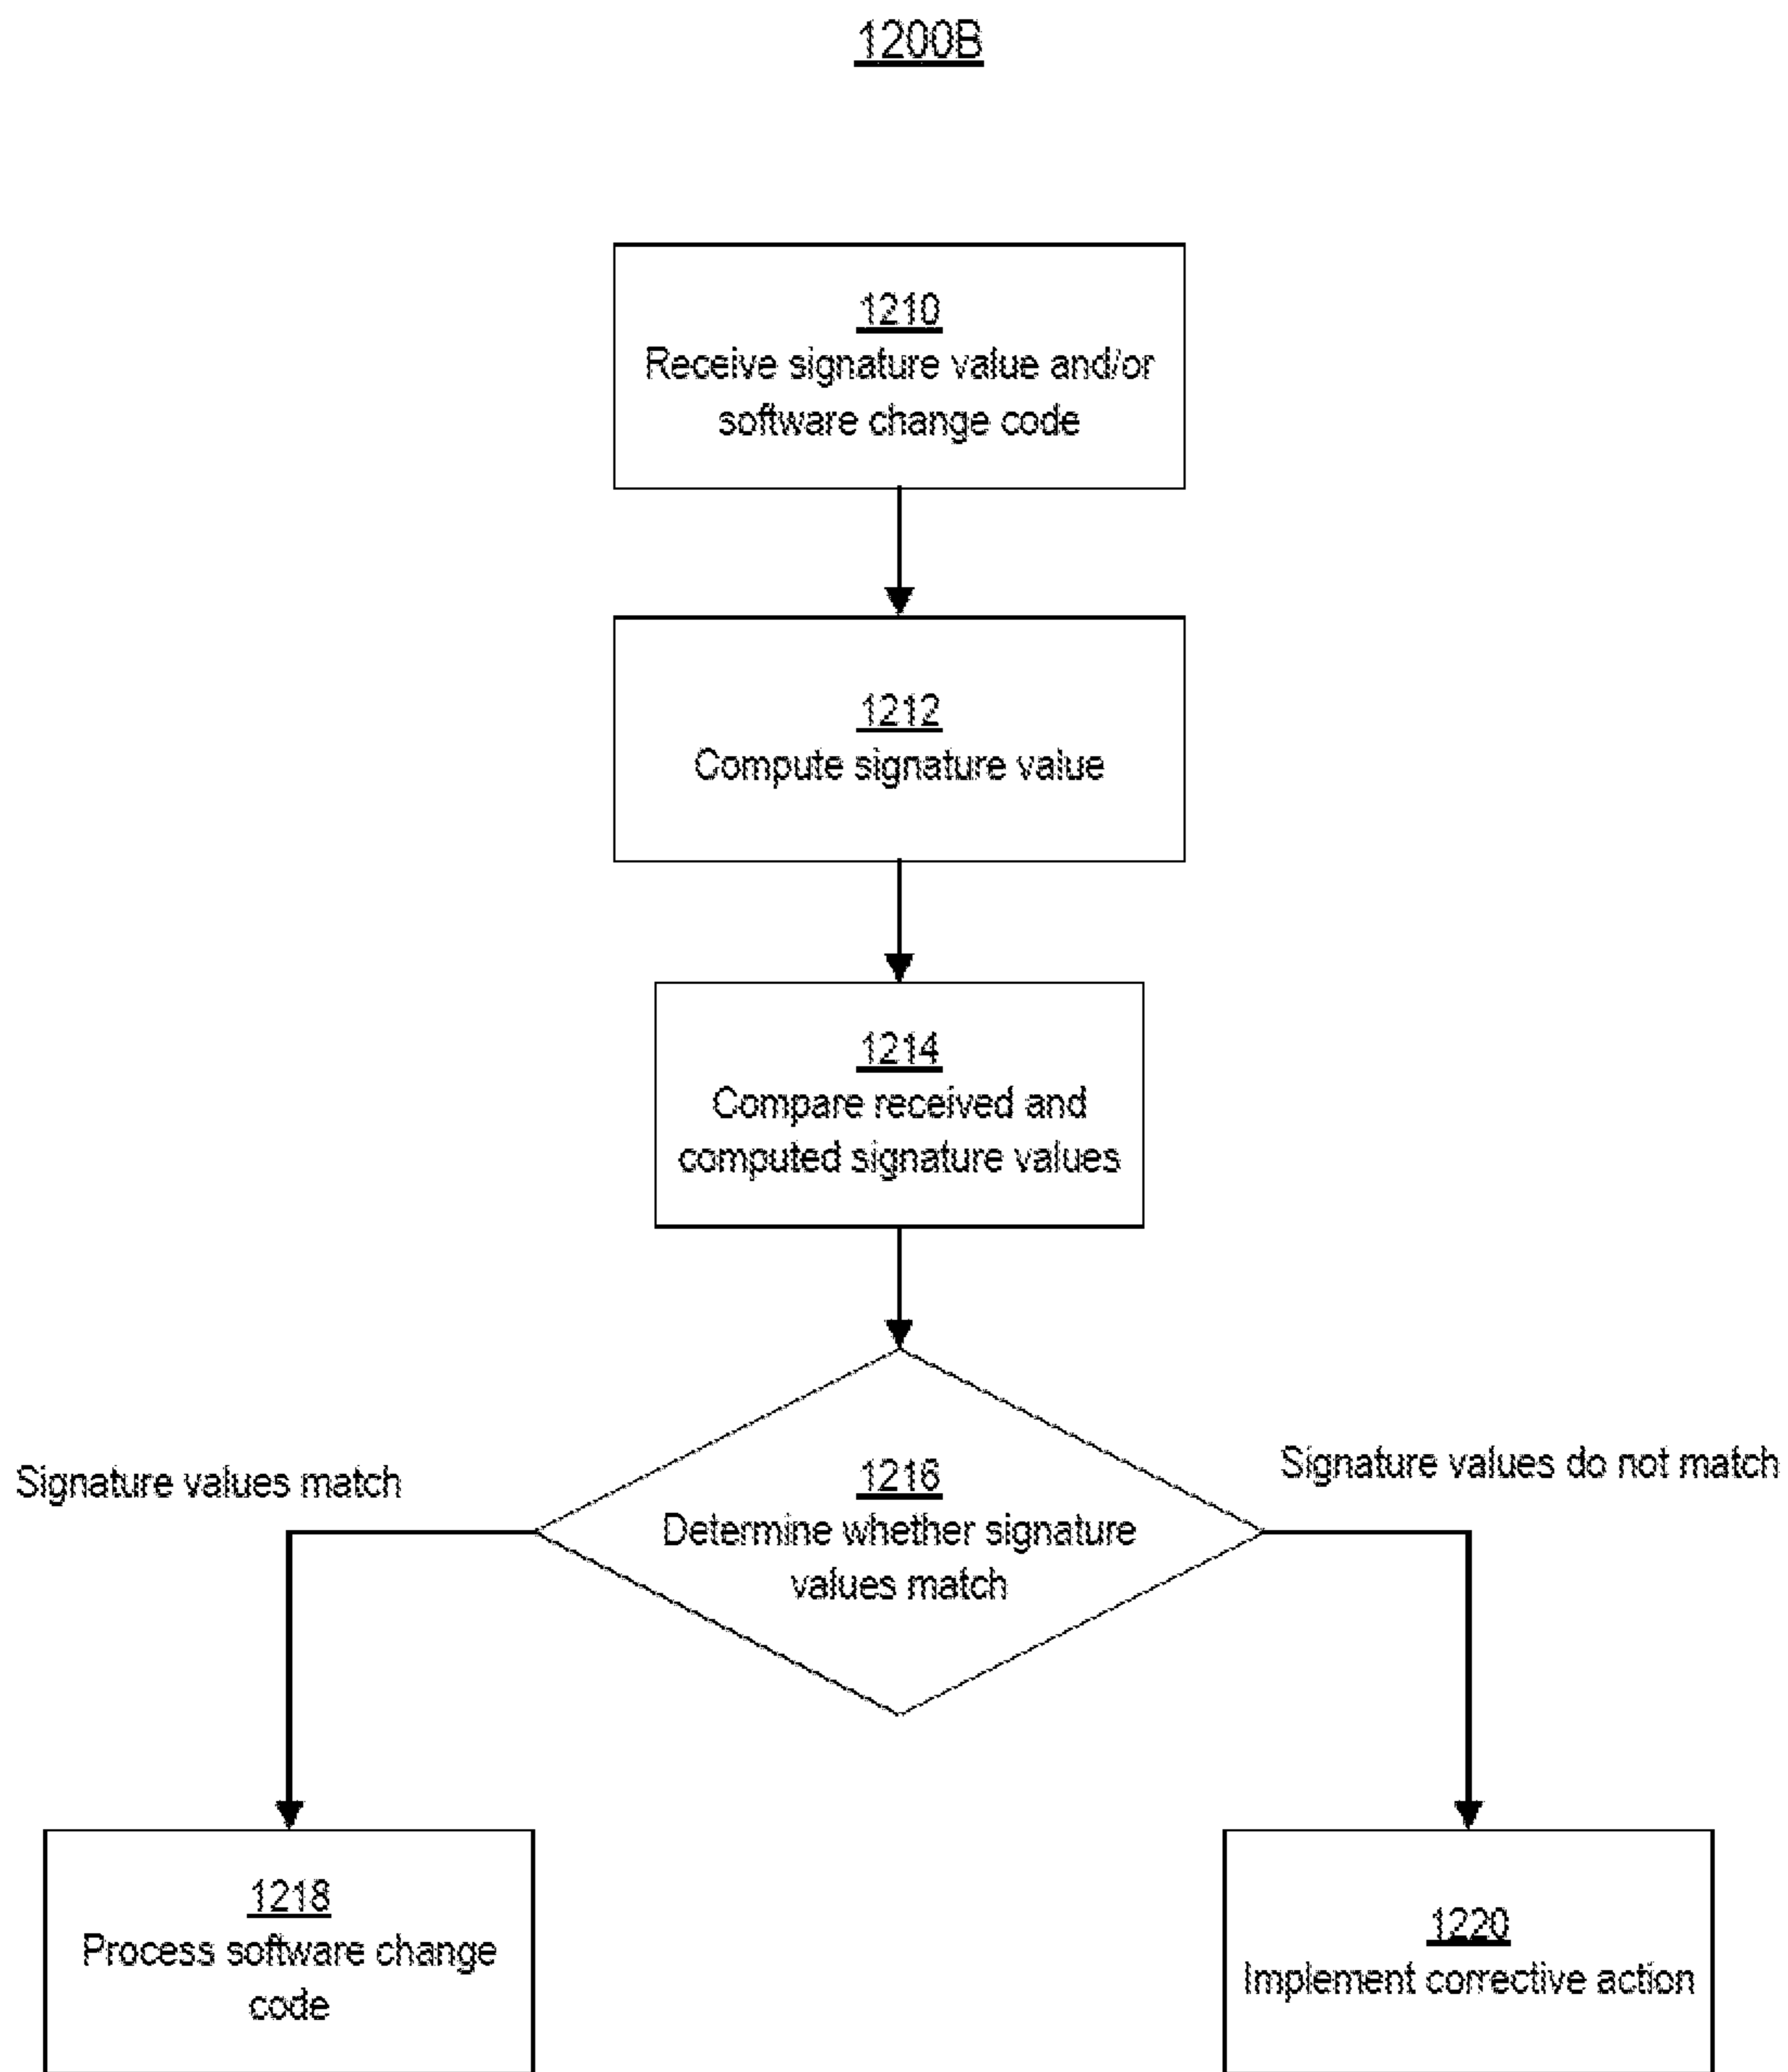 1200B
1210
Receive signature value and/or
software change code
1212
Compute signature value
1214
Compare received and
computed signature values
1216
Determine whether signature
values match
Signature values match
Signature values do not match
1218
Process software change
code
1220
Implement corrective action